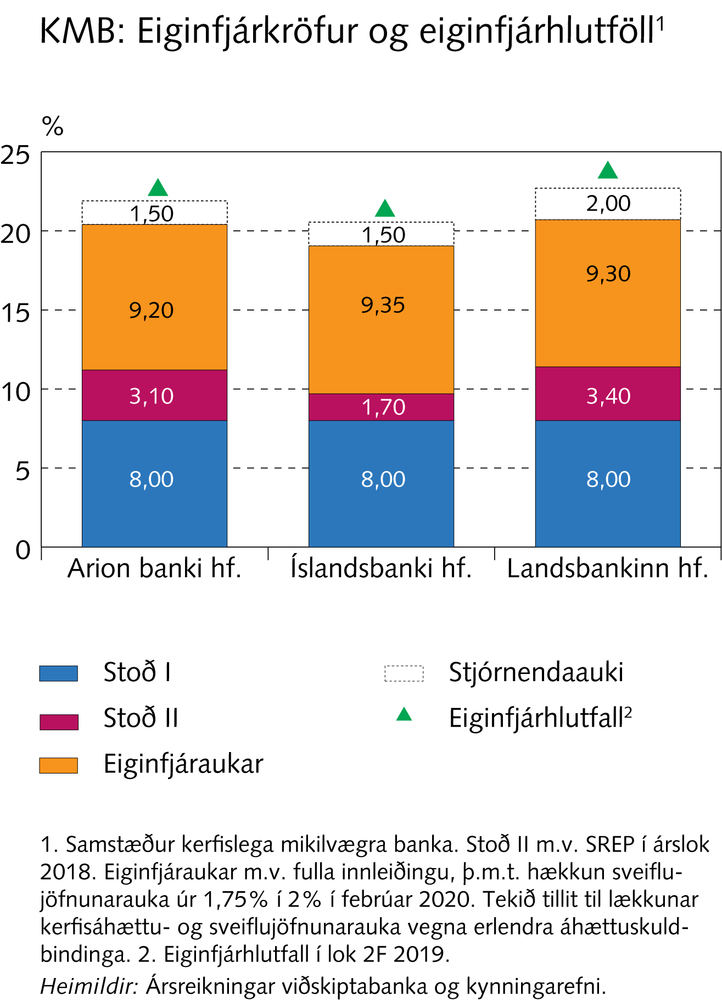 KMB: Eiginfjárkröfur og eiginfjárhlutföll¹
%
25
20
15
10
5
0
1,50
9,20
3,10
8,00
1,50
9,35
1,70
8,00
2,00
9,30
3,40
8,00
Arion banki hf.
Íslandsbanki hf.
Landsbankinn hf.
Stoð I
Stoð II
Eiginfjáraukar
Stjórnendaauki
Eiginfjárhlutfall²
1. Samstæður kerfislega mikilvægra banka. Stoð II m.v. SREP í árslok
2018. Eiginfjáraukar m.v. fulla innleiðingu, þ.m.t. hækkun sveiflu-
jöfnunarauka úr 1,75% í 2% í febrúar 2020. Tekið tillit til lækkunar
kerfisáhættu- og sveiflujöfnunarauka vegna erlendra áhættuskuld-
bindinga. 2. Eiginfjárhlutfall í lok 2F 2019.
Heimildir: Ársreikningar viðskiptabanka og kynningarefni.